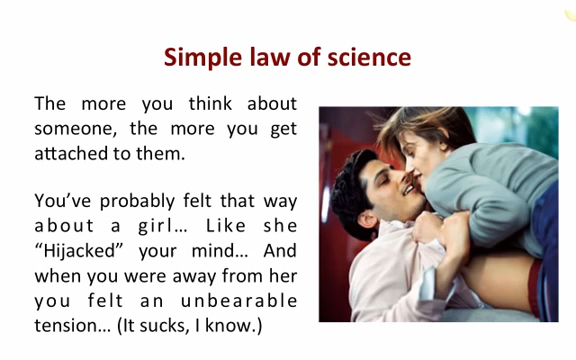 Simple law of science
The more you think about
someone, the more you get
attached to them.
You've probably felt that way
about a girl... Like she
“Hijacked” your mind... And
when you were away from her
you felt an unbearable
tension... (It sucks, I know.)